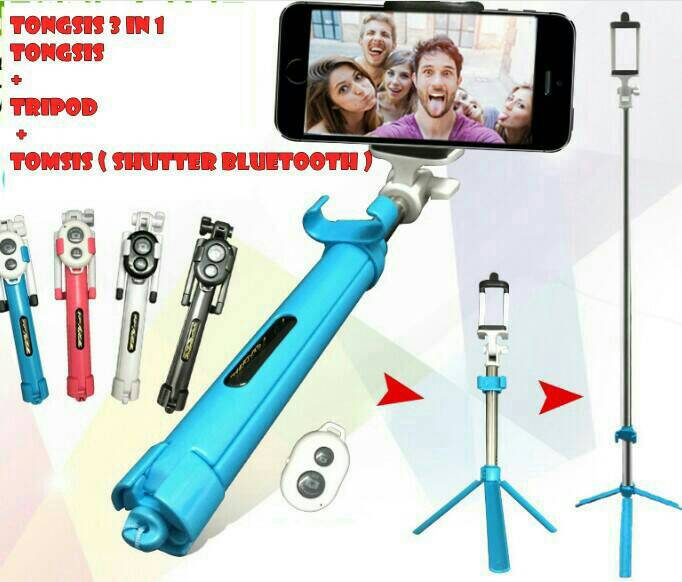 TONGSIS 3 IN 1
TONGSIS
+
TRIPOD
+
TOMSIS ( SHUTTER BLUETOOTH )